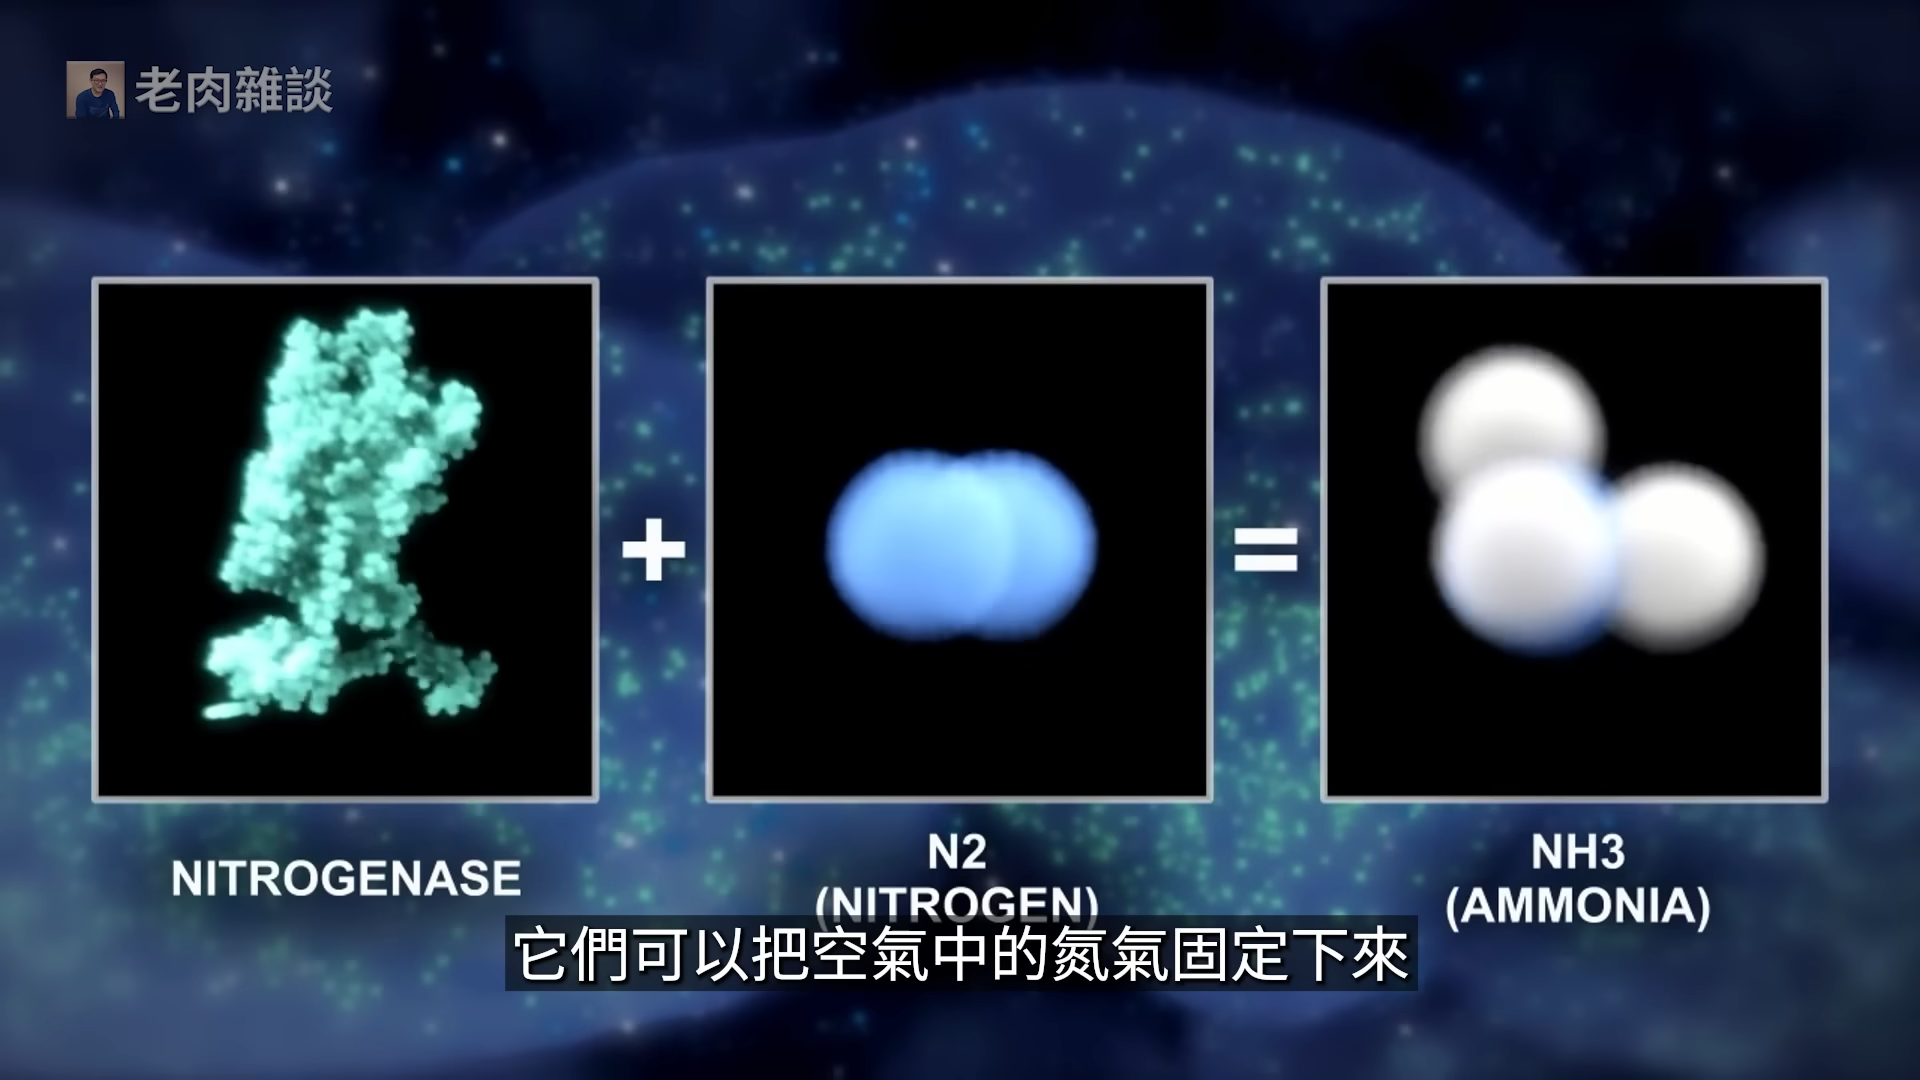 老肉雜談
NITROGENASE
+
N2
(NITROGEN)
=
NH3
(AMMONIA)
它們可以把空氣中的氮氣固定下來